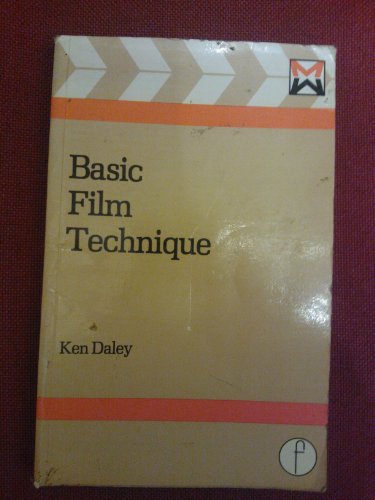 Basic
Film
Technique
Ken Daley
f